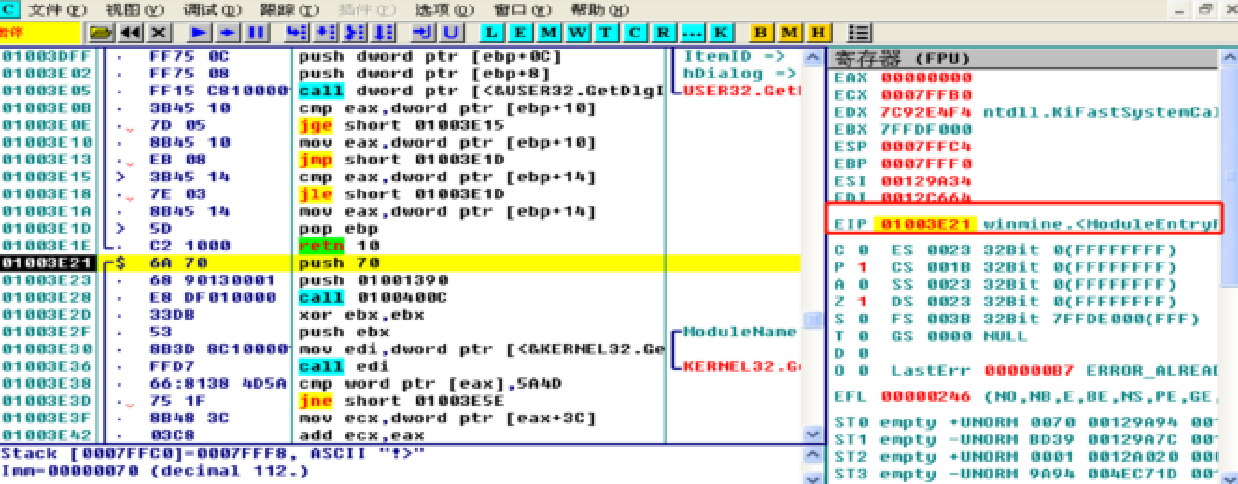 C 文件(F) 视图(V) 调试(D) 跟踪(T) 插件(P) 选项(O) 窗口(W) 帮助(H)
暂停 L E M W T C R ... K B M H
01003DFF . FF75 0C push dword ptr [ebp+0C] ItemID =>
01003E02 . FF75 08 push dword ptr [ebp+8] hDialog =>
01003E05 . FF15 C810000 call dword ptr [<&USER32.GetDlgI USER32.Get
01003E0B . 3B45 10 cmp eax,dword ptr [ebp+10]
01003E0E . 7D 05 jge short 01003E15
01003E10 . 8B45 10 mov eax,dword ptr [ebp+10]
01003E13 . EB 08 jmp short 01003E1D
01003E15 > 3B45 14 cmp eax,dword ptr [ebp+14]
01003E18 . 7E 03 jle short 01003E1D
01003E1A . 8B45 14 mov eax,dword ptr [ebp+14]
01003E1D > 5D pop ebp
01003E1E . C2 1000 retn 10
01003E21 $ 6A 70 push 70
01003E23 . 68 90130001 push 01001390
01003E28 . E8 DF010000 call 0100400C
01003E2D . 33DB xor ebx,ebx
01003E2F . 53 push ebx ModuleName
01003E30 . 8B3D 8C10000 mov edi,dword ptr [<&KERNEL32.Ge
01003E36 . FFD7 call edi KERNEL32.G
01003E38 . 66:8138 4D5A cmp word ptr [eax],5A4D
01003E3D . 75 1F jne short 01003E5E
01003E3F . 8B48 3C mov ecx,dword ptr [eax+3C]
01003E42 . 03C8 add ecx,eax
Stack [0007FFC0]=0007FFF8, ASCII "†>"
Imm=00000070 (decimal 112.)
寄存器 (FPU)
EAX 00000000
ECX 0007FFB0
EDX 7C92E4F4 ntdll.KiFastSystemCal
EBX 7FFDF000
ESP 0007FFC4
EBP 0007FFF0
ESI 00129A34
EDI 0012C664
EIP 01003E21 winmine.<ModuleEntryP
C 0 ES 0023 32Bit 0(FFFFFFFF)
P 1 CS 001B 32Bit 0(FFFFFFFF)
A 0 SS 0023 32Bit 0(FFFFFFFF)
Z 1 DS 0023 32Bit 0(FFFFFFFF)
S 0 FS 003B 32Bit 7FFDE000(FFF)
T 0 GS 0000 NULL
D 0
O 0 LastErr 000000B7 ERROR_ALREAD
EFL 00000246 (NO,NB,E,BE,NS,PE,GE,
ST0 empty +UNORM 0070 00129A94 00
ST1 empty -UNORM BD39 00129A7C 00
ST2 empty +UNORM 0001 0012A020 00
ST3 empty -UNORM 9A94 004EC71D 00